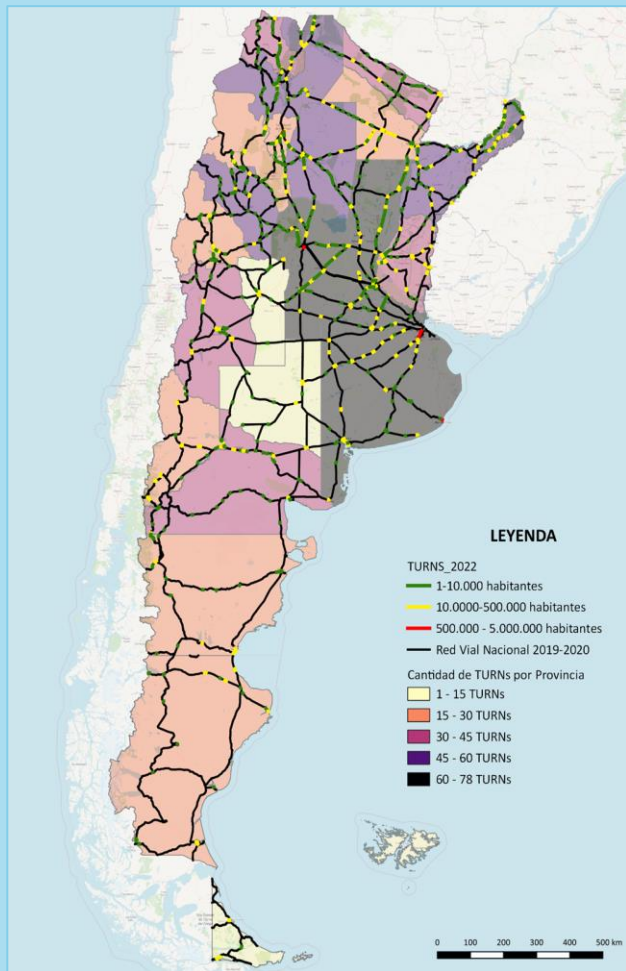 LEYENDA
TURNS_2022
1-10.000 habitantes
10.0000-500.000 habitantes
500.000 - 5.000.000 habitantes
Red Vial Nacional 2019-2020
Cantidad de TURNs por Provincia
1 - 15 TURNs
15 - 30 TURNs
30 - 45 TURNs
45 - 60 TURNs
60 - 78 TURNs
0 100 200 300 400 500 km